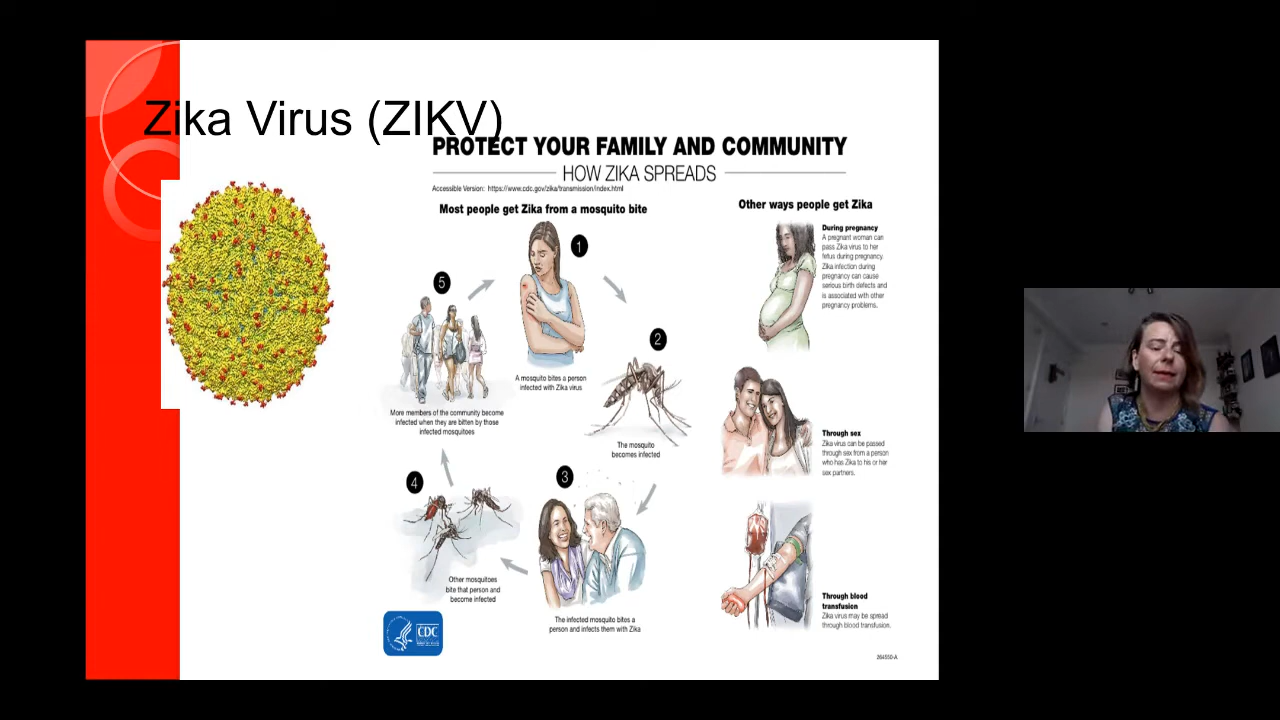 Zika Virus (ZIKV)
PROTECT YOUR FAMILY AND COMMUNITY
HOW ZIKA SPREADS
Accessible Version: https://www.cdc.gov/zika/transmission/index.html
Most people get Zika from a mosquito bite
1
A mosquito bites a person
infected with Zika virus
2
The mosquito
becomes infected
3
The infected mosquito bites a
person and infects them with Zika
4
Other mosquitoes
bite that person and
become infected
5
More members of the community become
infected when they are bitten by those
infected mosquitoes
Other ways people get Zika
During pregnancy
A pregnant woman can
pass Zika virus to her
fetus during pregnancy.
Zika infection during
pregnancy can cause
serious birth defects and
is associated with other
pregnancy problems.
Through sex
Zika virus can be passed
through sex from a person
who has Zika to his or her
sex partners.
Through blood
transfusion
Zika virus may be spread
through blood transfusion.
CDC
264550-A